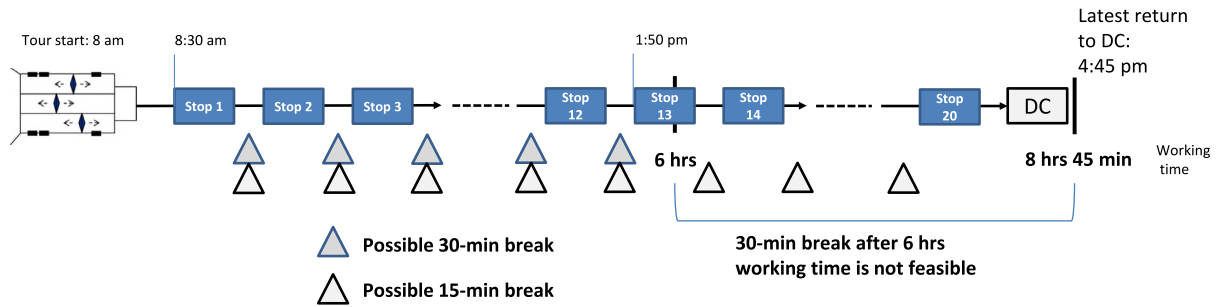 Latest return
to DC:
4:45 pm
Tour start: 8 am
8:30 am
1:50 pm
Stop 1
Stop 2
Stop 3
Stop
12
Stop
13
Stop
14
Stop
20
DC
6 hrs
8 hrs 45 min
Working
time
Possible 30-min break
Possible 15-min break
30-min break after 6 hrs
working time is not feasible